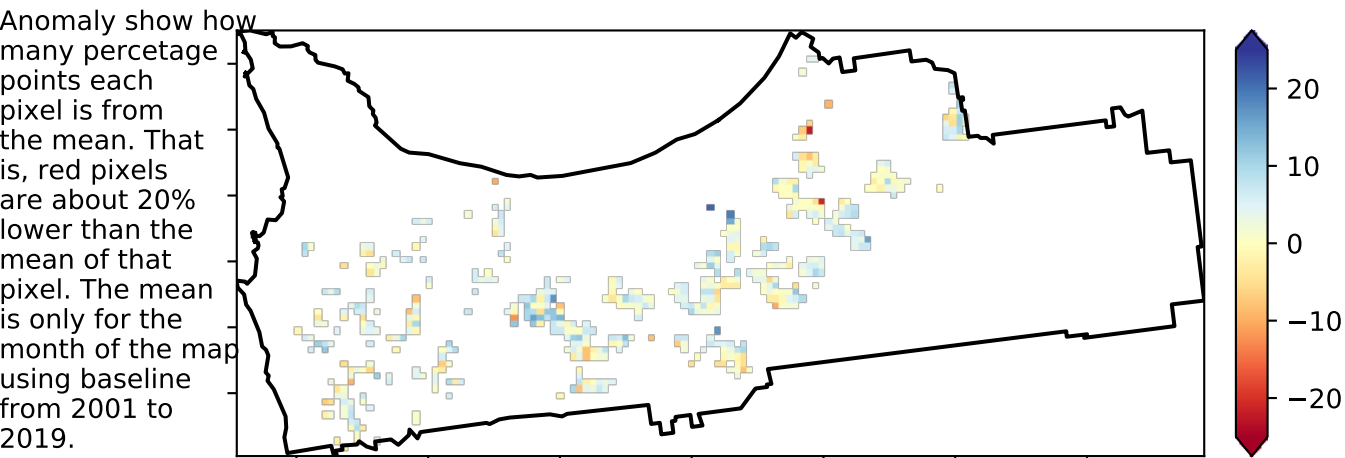 Anomaly show how
many percetage
points each
pixel is from
the mean. That
is, red pixels
are about 20%
lower than the
mean of that
pixel. The mean
is only for the
month of the map
using baseline
from 2001 to
2019.
20
10
0
−10
−20